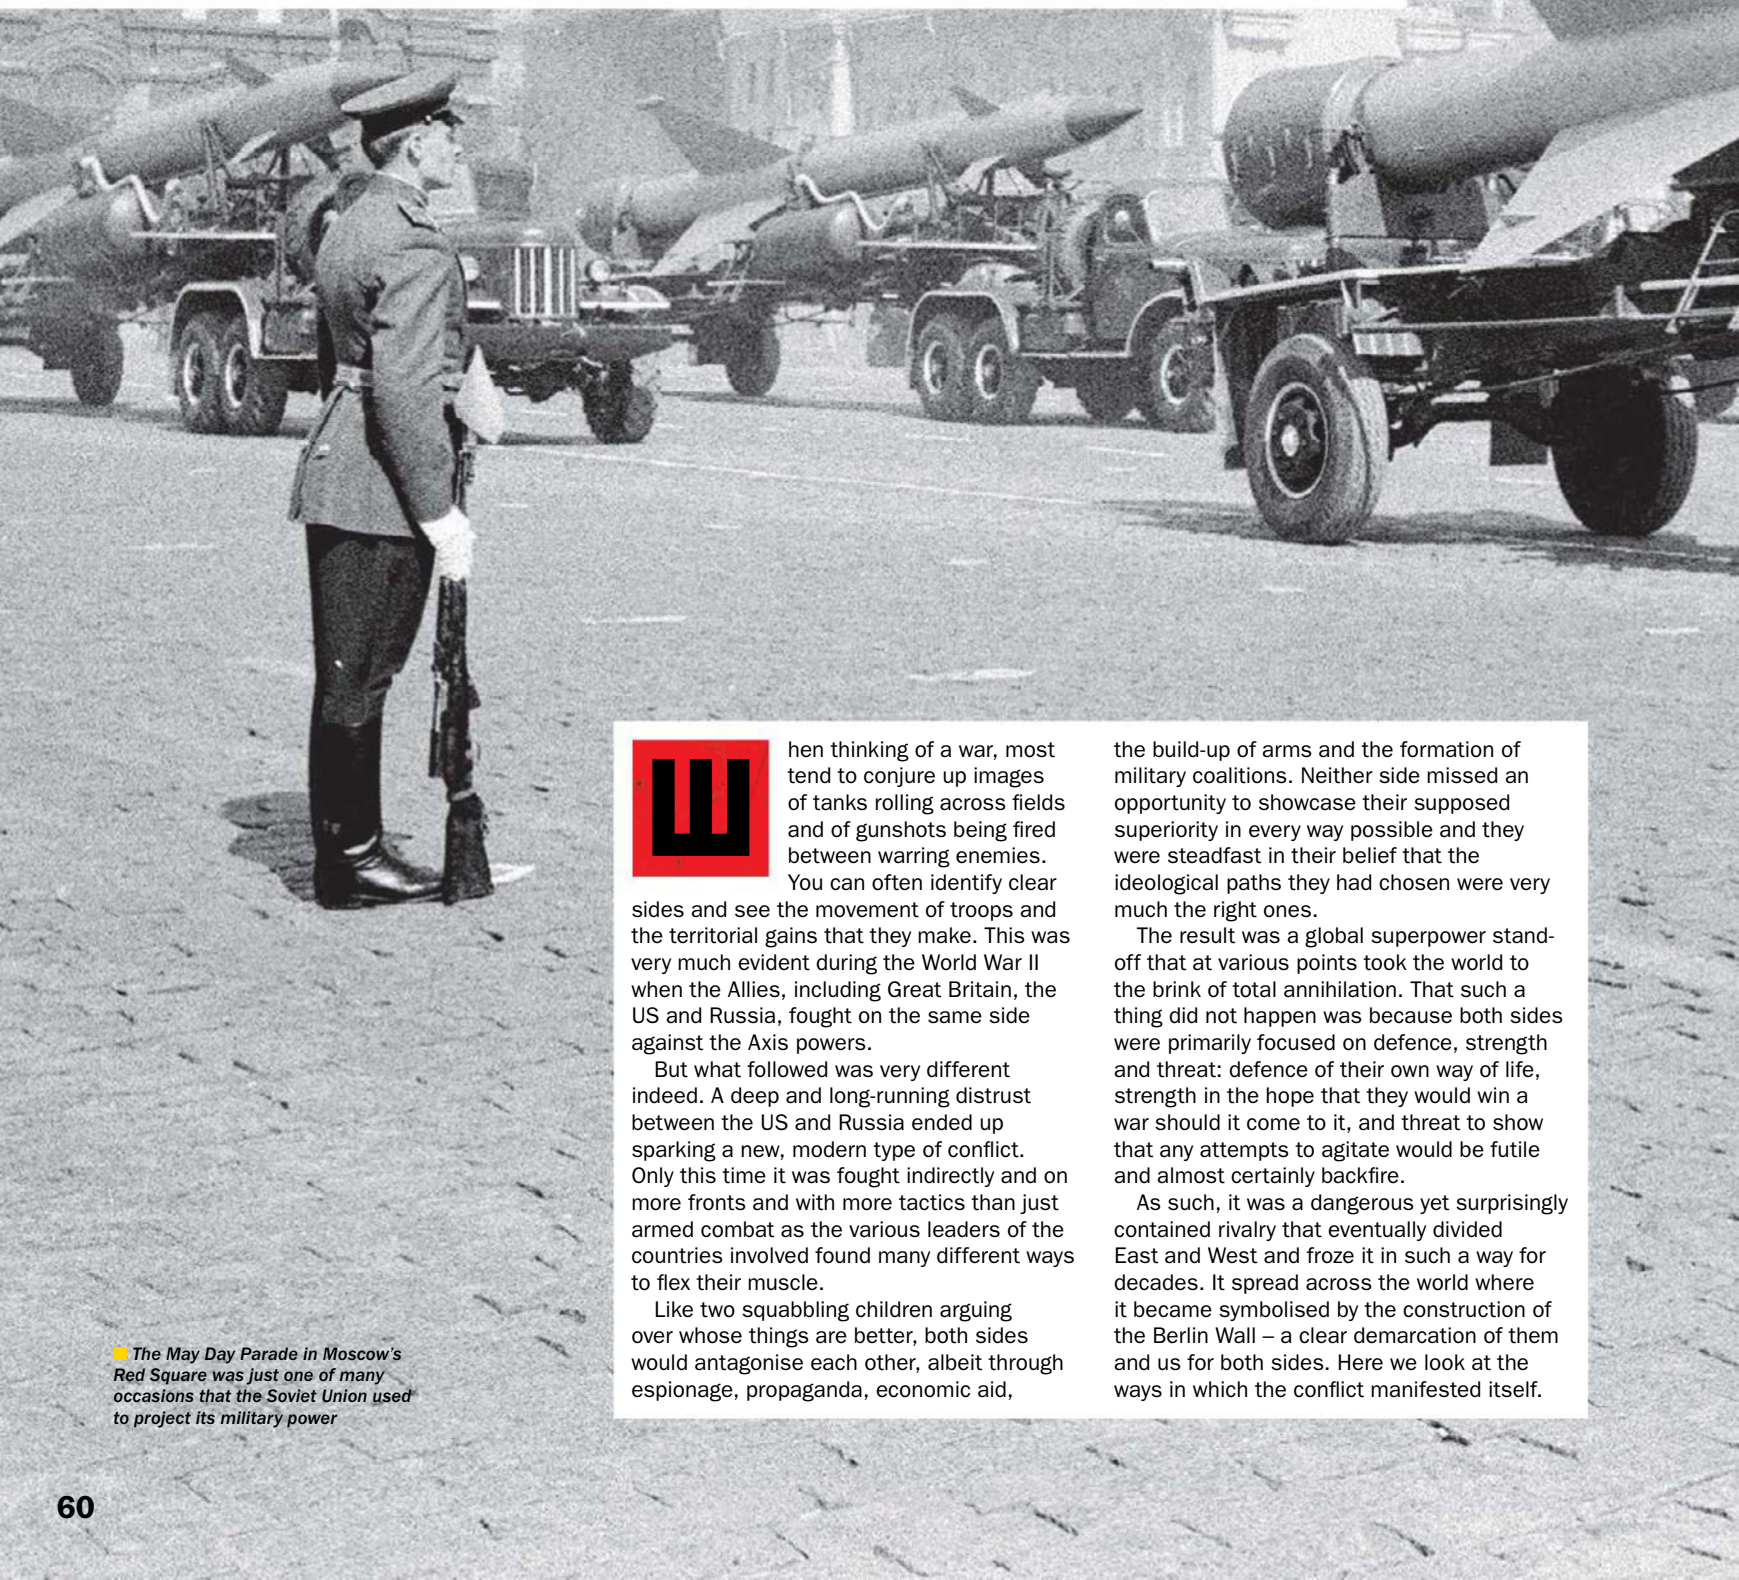 Шhen thinking of a war, most
tend to conjure up images
of tanks rolling across fields
and of gunshots being fired
between warring enemies.
You can often identify clear
sides and see the movement of troops and
the territorial gains that they make. This was
very much evident during the World War II
when the Allies, including Great Britain, the
US and Russia, fought on the same side
against the Axis powers.
But what followed was very different
indeed. A deep and long-running distrust
between the US and Russia ended up
sparking a new, modern type of conflict.
Only this time it was fought indirectly and on
more fronts and with more tactics than just
armed combat as the various leaders of the
countries involved found many different ways
to flex their muscle.
Like two squabbling children arguing
over whose things are better, both sides
would antagonise each other, albeit through
espionage, propaganda, economic aid,
the build-up of arms and the formation of
military coalitions. Neither side missed an
opportunity to showcase their supposed
superiority in every way possible and they
were steadfast in their belief that the
ideological paths they had chosen were very
much the right ones.
The result was a global superpower stand-
off that at various points took the world to
the brink of total annihilation. That such a
thing did not happen was because both sides
were primarily focused on defence, strength
and threat: defence of their own way of life,
strength in the hope that they would win a
war should it come to it, and threat to show
that any attempts to agitate would be futile
and almost certainly backfire.
As such, it was a dangerous yet surprisingly
contained rivalry that eventually divided
East and West and froze it in such a way for
decades. It spread across the world where
it became symbolised by the construction of
the Berlin Wall – a clear demarcation of them
and us for both sides. Here we look at the
ways in which the conflict manifested itself.
The May Day Parade in Moscow's
Red Square was just one of many
occasions that the Soviet Union used
to project its military power
60